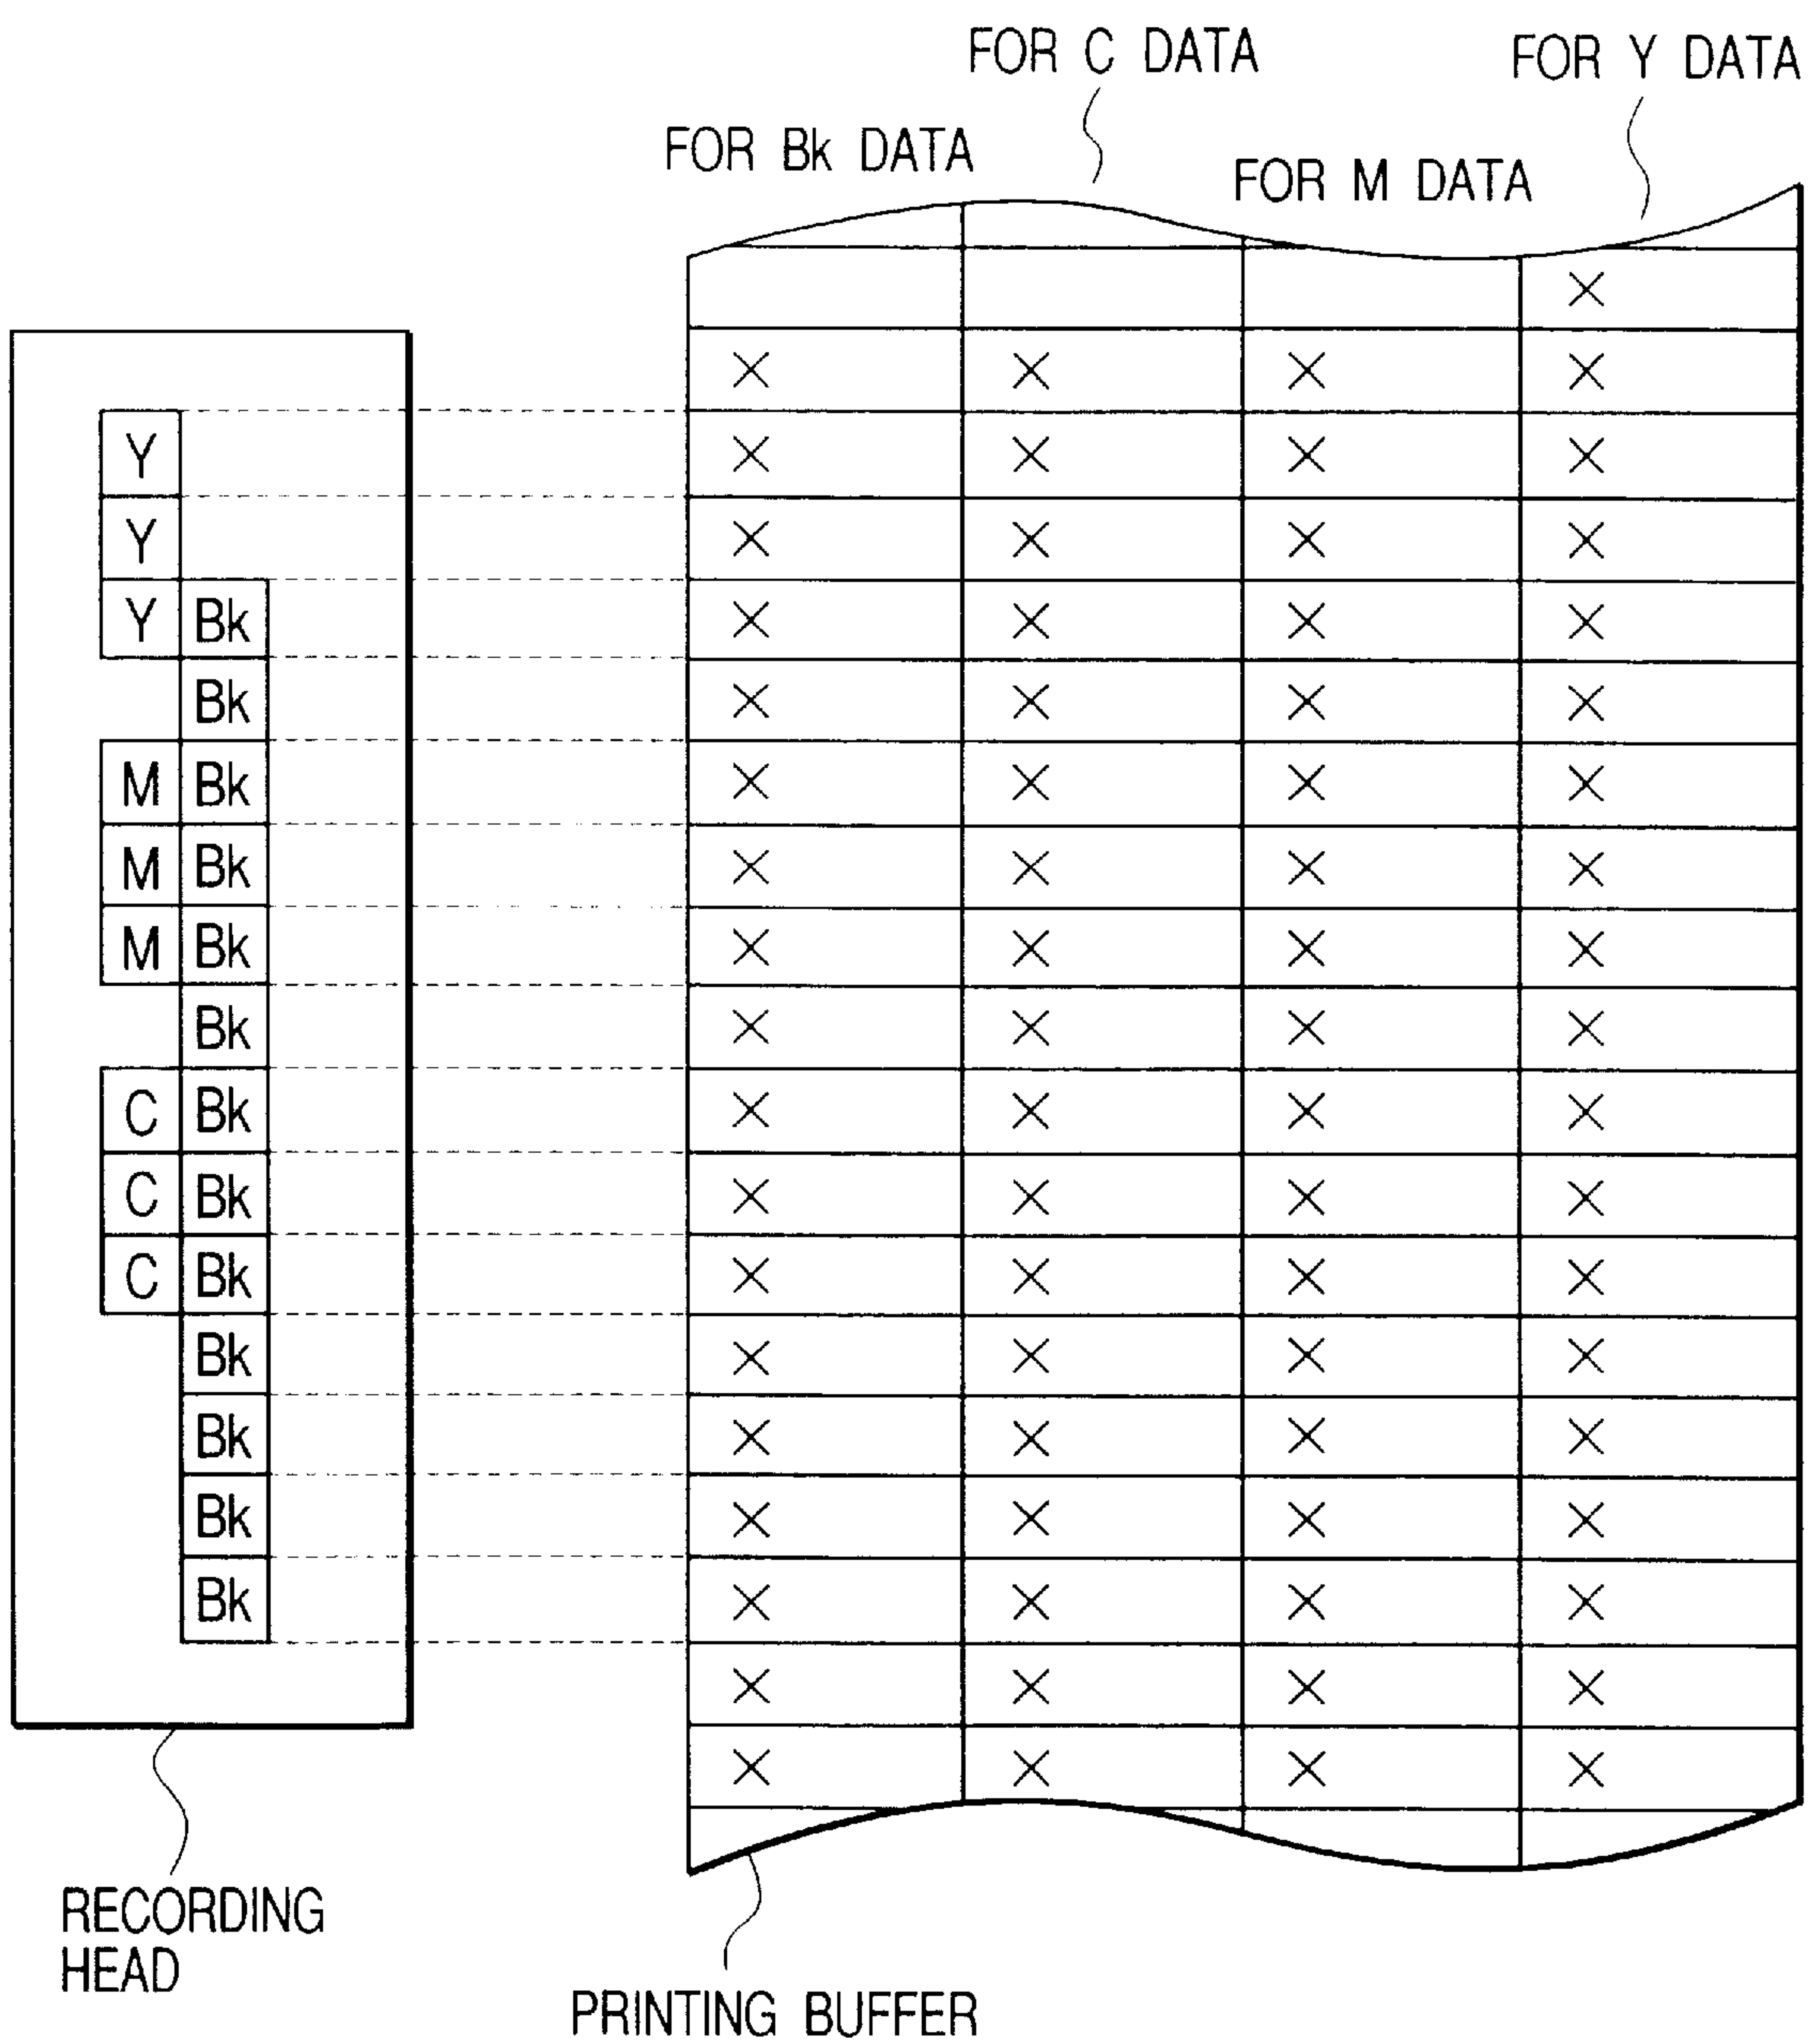 FOR C DATA
FOR Y DATA
FOR Bk DATA
FOR M DATA
Y
Y
Y Bk
Bk
M Bk
M Bk
M Bk
Bk
C Bk
C Bk
C Bk
Bk
Bk
Bk
Bk
RECORDING
HEAD
PRINTING BUFFER